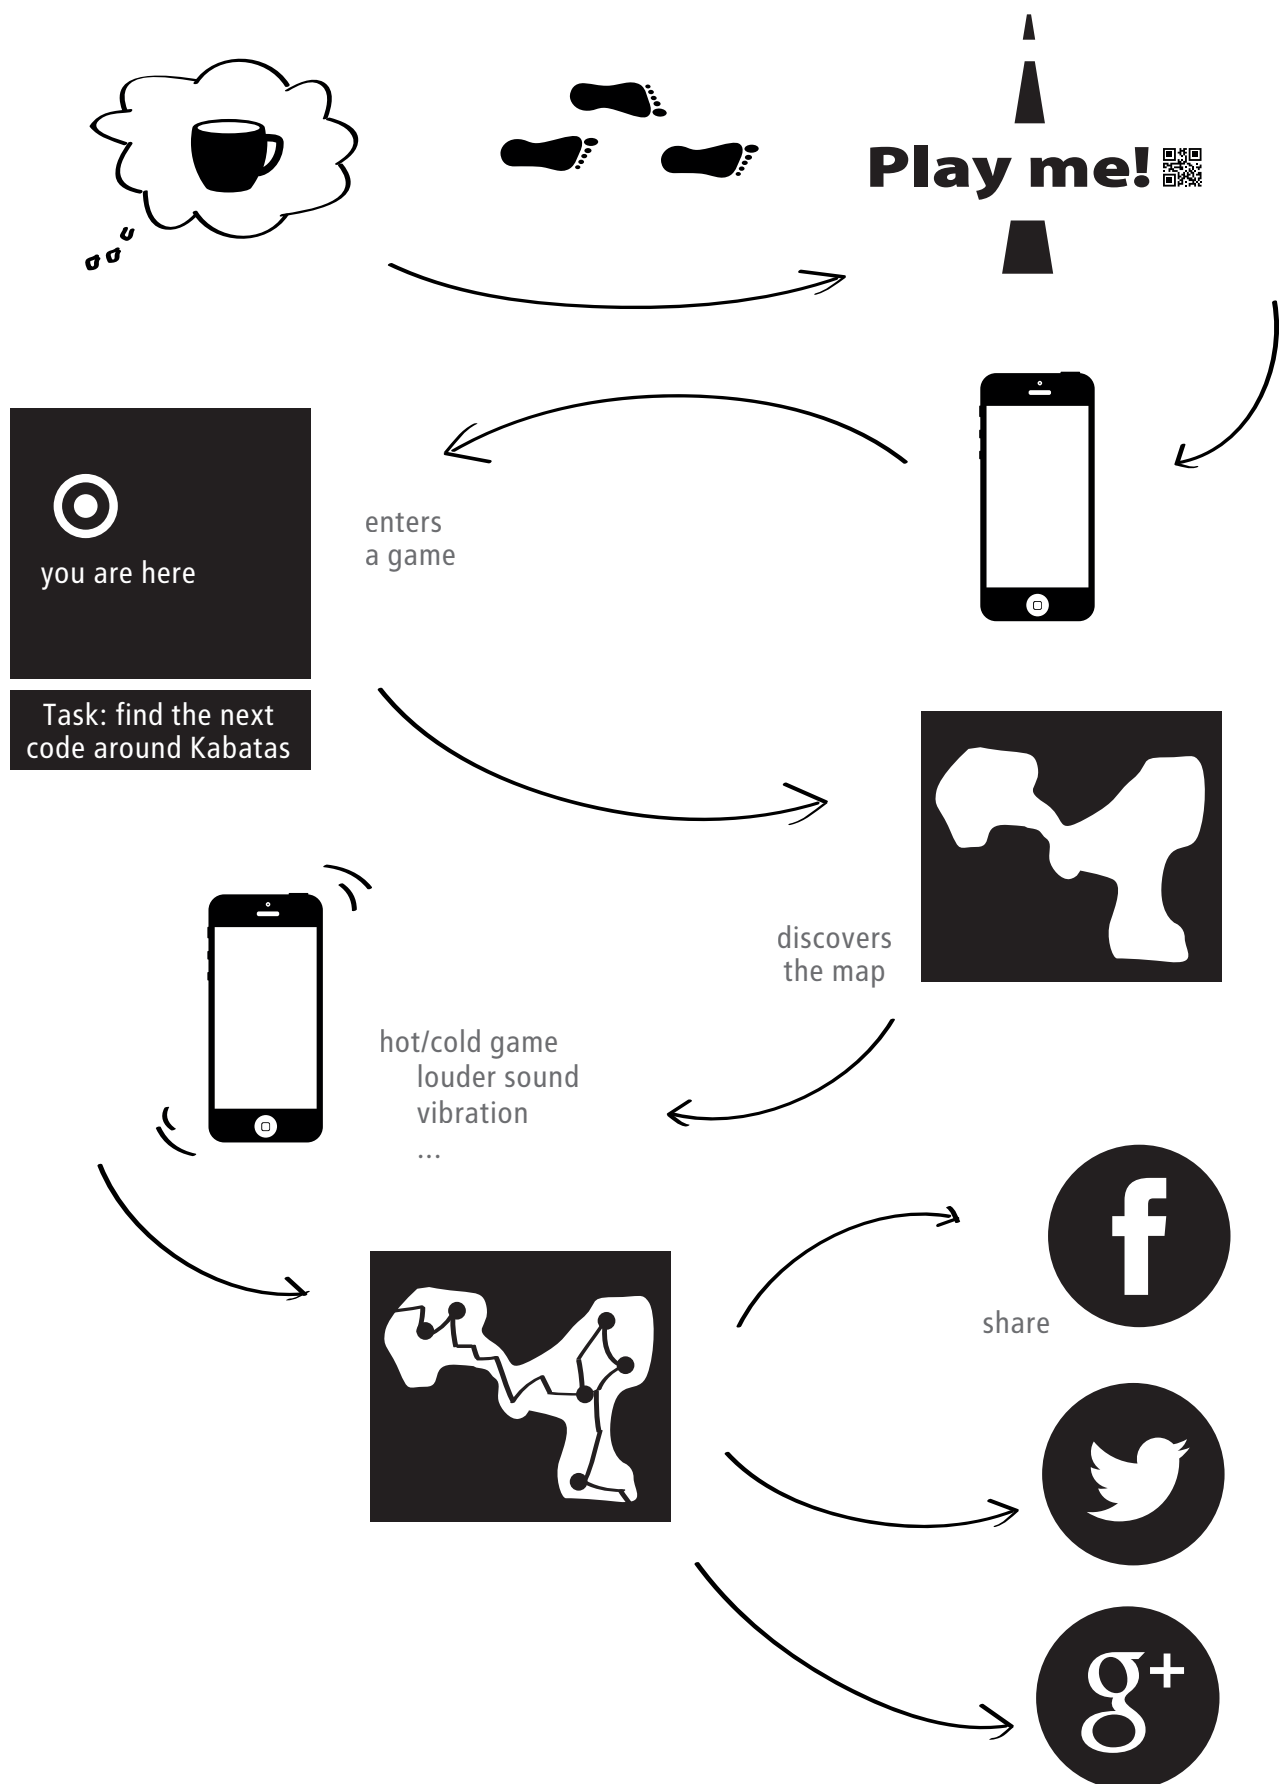 Play me!
you are here
enters
a game
Task: find the next
code around Kabatas
discovers
the map
hot/cold game
louder sound
vibration
...
share
f
g+